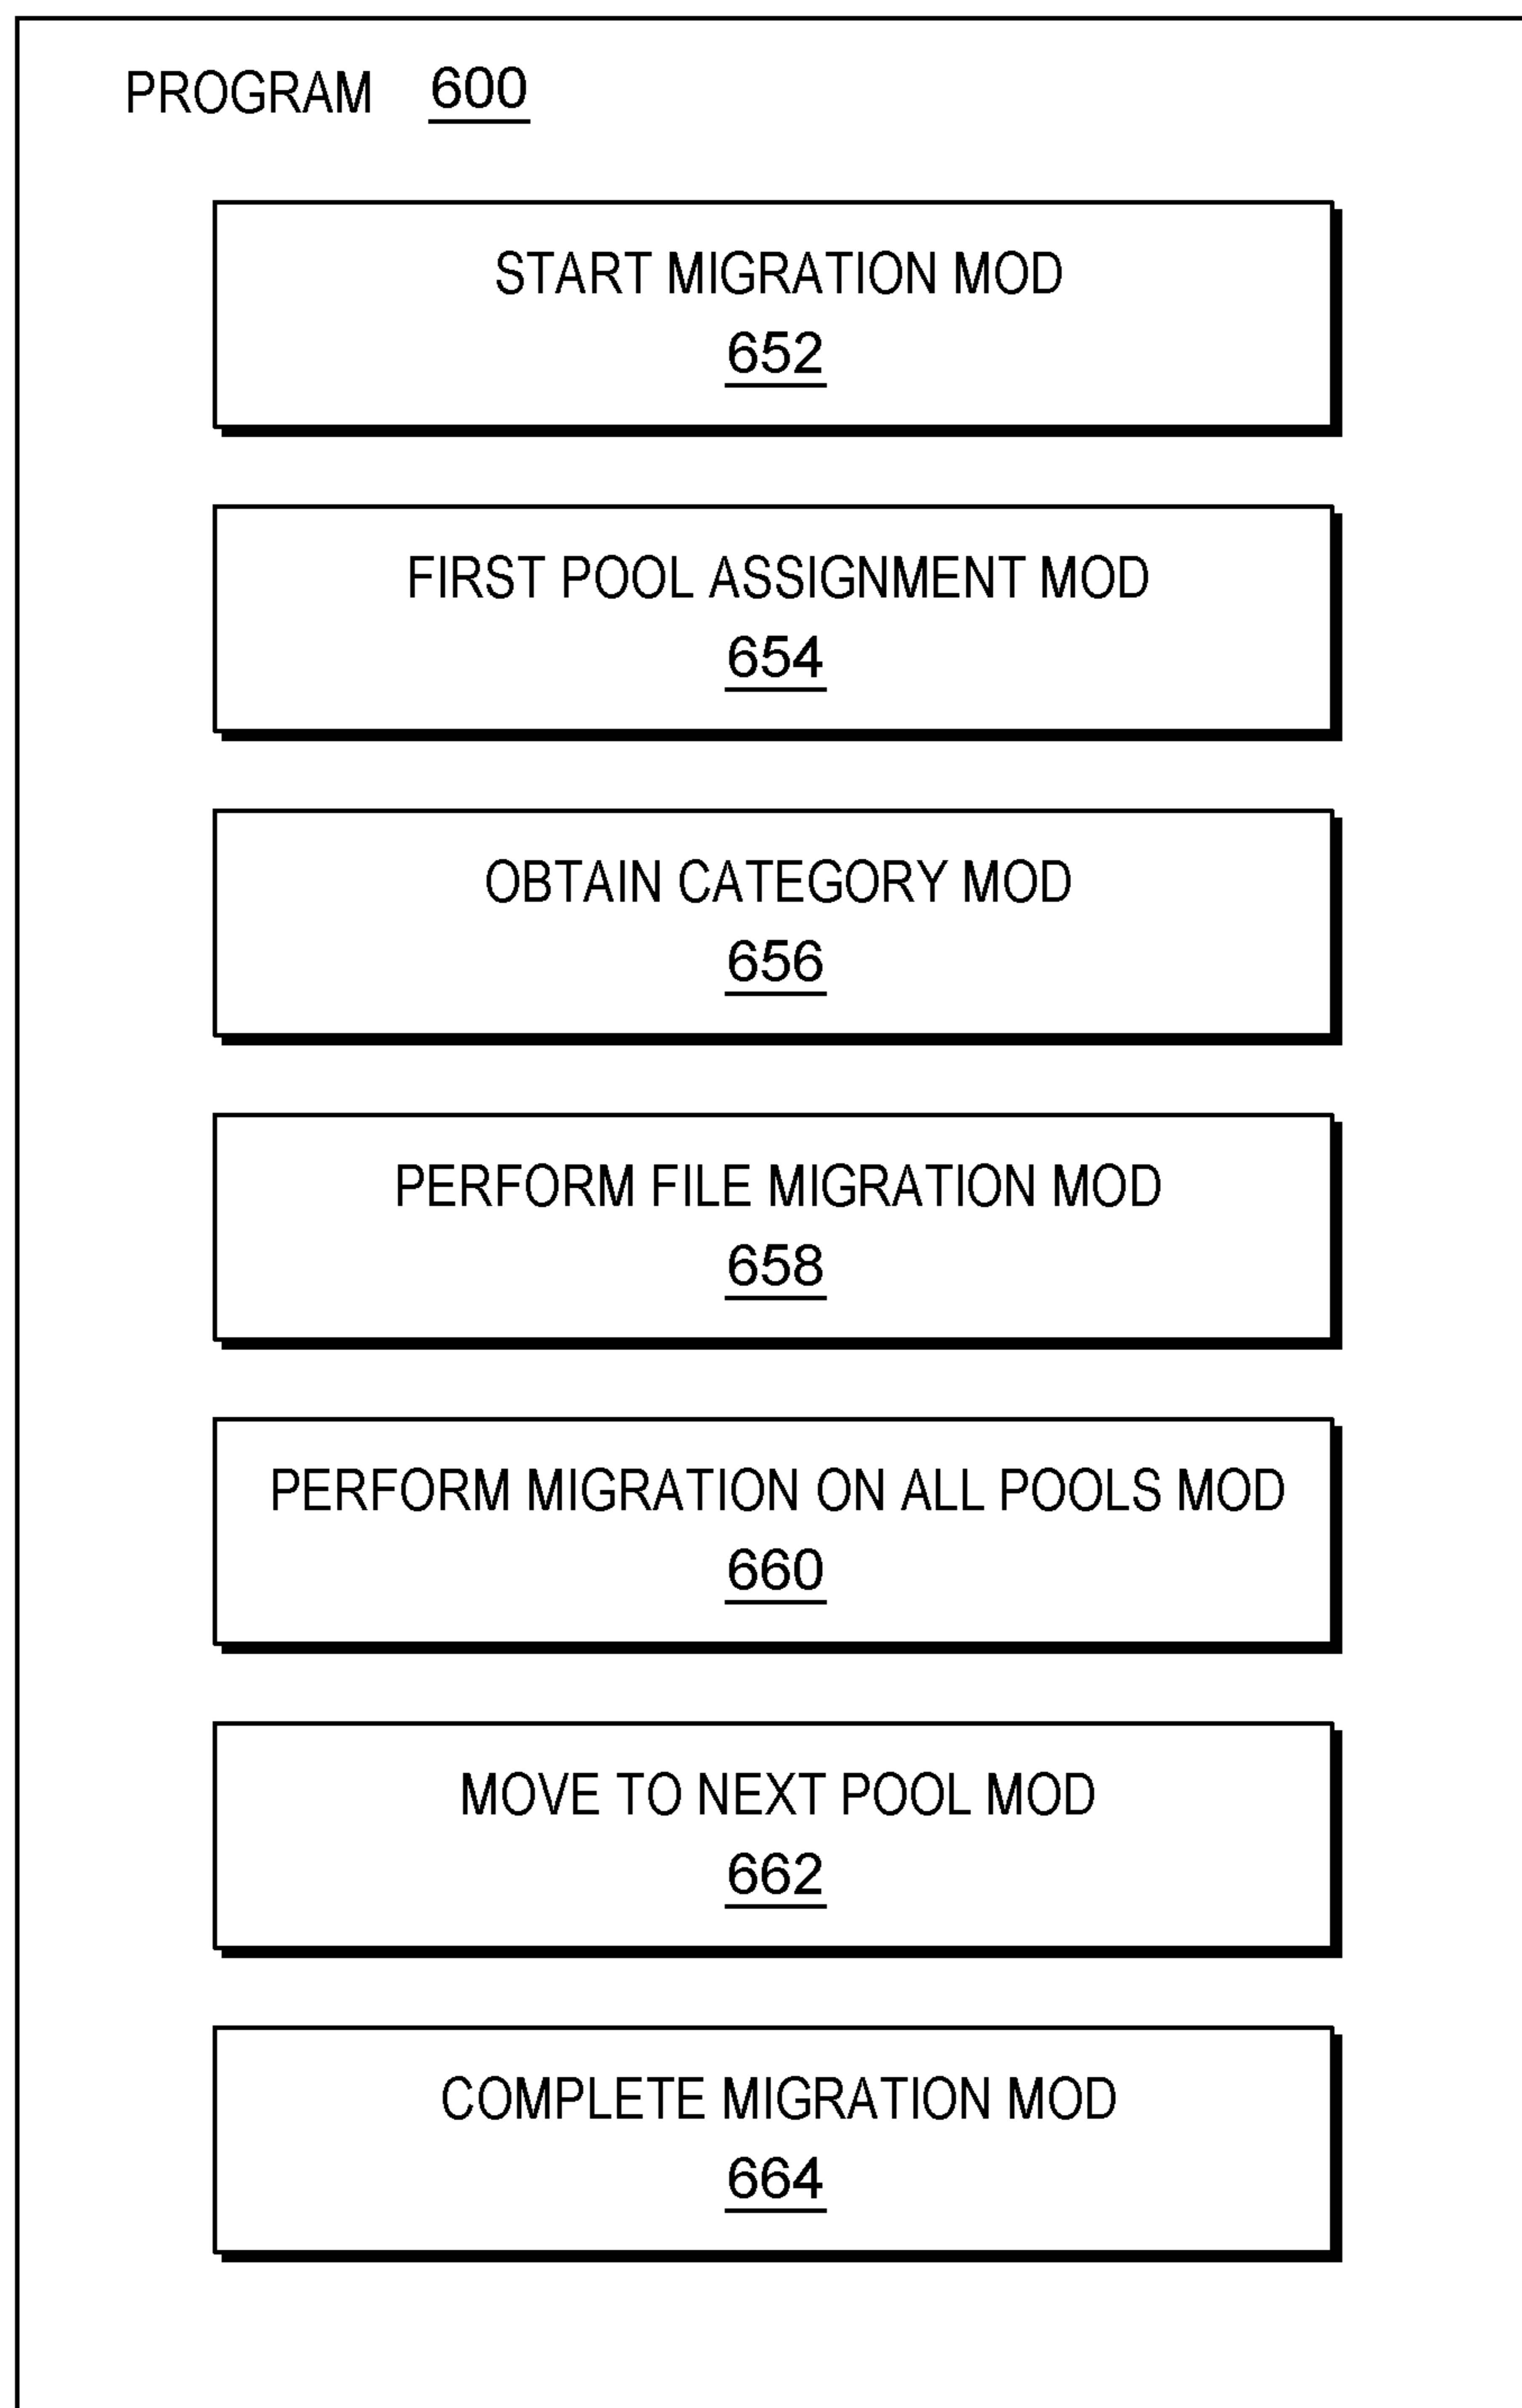 PROGRAM 600
START MIGRATION MOD
652
FIRST POOL ASSIGNMENT MOD
654
OBTAIN CATEGORY MOD
656
PERFORM FILE MIGRATION MOD
658
PERFORM MIGRATION ON ALL POOLS MOD
660
MOVE TO NEXT POOL MOD
662
COMPLETE MIGRATION MOD
664